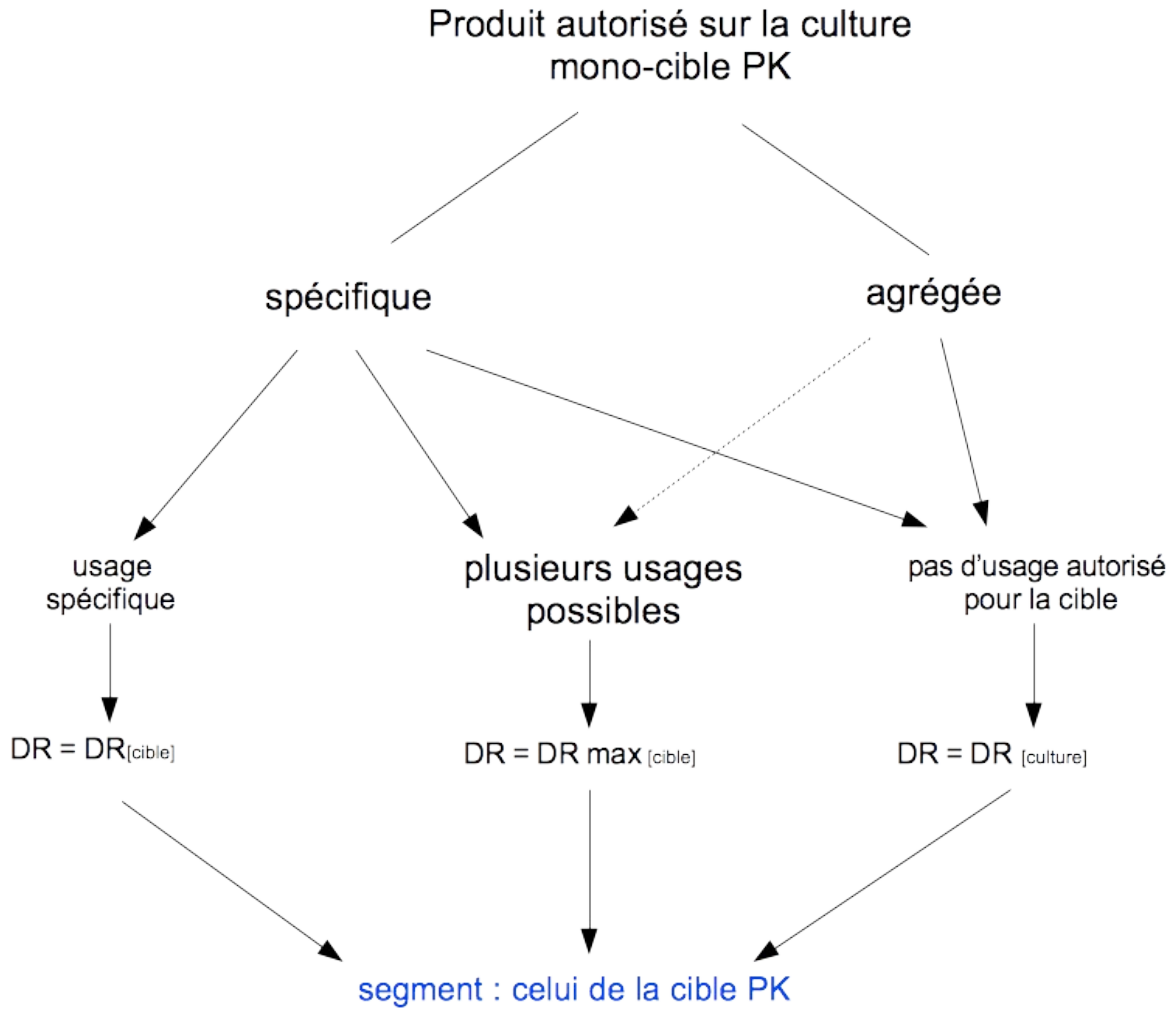 Produit autorisé sur la culture
mono-cible PK
spécifique
agrégée
usage
spécifique
plusieurs usages
possibles
pas d'usage autorisé
pour la cible
DR = DR[cible]
DR = DR max [cible]
DR = DR [culture]
segment : celui de la cible PK